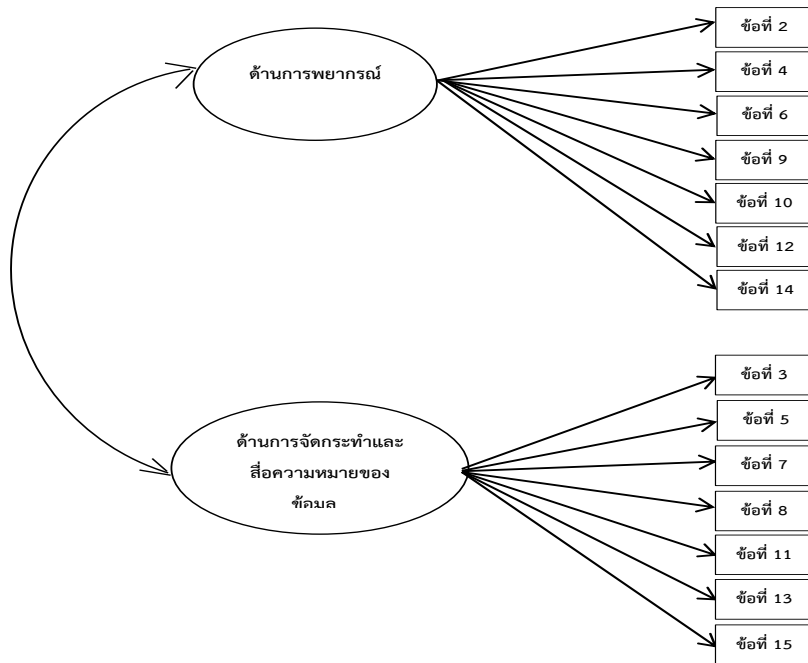 ด้านการพยากรณ์
ข้อที่ 2
ข้อที่ 4
ข้อที่ 6
ข้อที่ 9
ข้อที่ 10
ข้อที่ 12
ข้อที่ 14
ด้านการจัดกระทำและ
สื่อความหมายของ
ข้อมูล
ข้อที่ 3
ข้อที่ 5
ข้อที่ 7
ข้อที่ 8
ข้อที่ 11
ข้อที่ 13
ข้อที่ 15